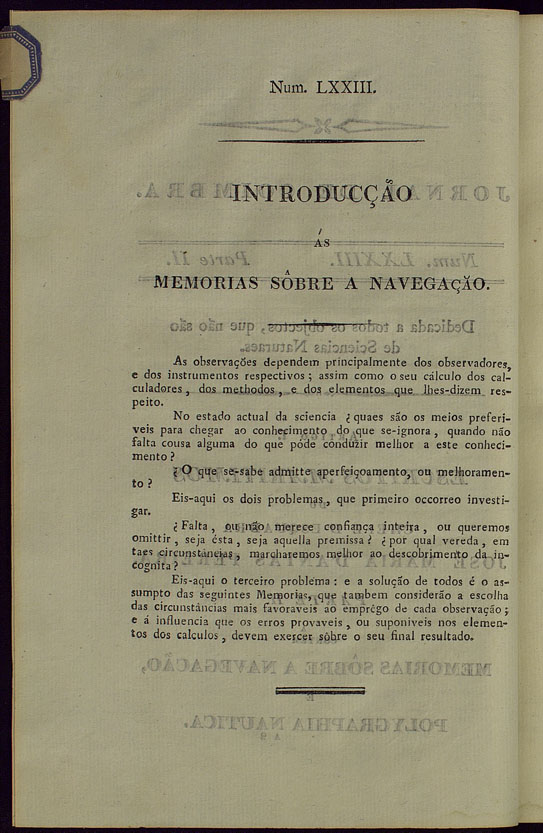 Num. LXXIII.
INTRODUCÇÃO
ÁS
MEMORIAS SÔBRE A NAVEGAÇÃO.
As observações dependem principalmente dos observadores,
e dos instrumentos respectivos; assim como o seu cálculo dos cal-
culadores, dos methodos, e dos elementos que lhes-dizem res-
peito.
No estado actual da sciencia ¿ quaes são os meios preferi-
veis para chegar ao conhecimento do que se-ignora, quando não
falta cousa alguma do que póde conduzir melhor a este conheci-
mento?
¿ O que se-sabe admitte aperfeiçoamento, ou melhoramen-
to?
Eis-aqui os dois problemas, que primeiro occorreo investi-
gar.
¿ Falta, ou não merece confiança inteira, ou queremos
omittir, seja ésta, seja aquella premissa? ¿ por qual vereda, em
taes circunstâncias, marcharemos melhor ao descobrimento da in-
cognita?
Eis-aqui o terceiro problema: e a solução de todos é o as-
sumpto das seguintes Memorias, que tambem considerão a escolha
das circunstâncias mais favoraveis ao emprêgo de cada observação;
e á influencia que os erros provaveis, ou suponiveis nos elemen-
tos dos calculos, devem exercer sôbre o seu final resultado.